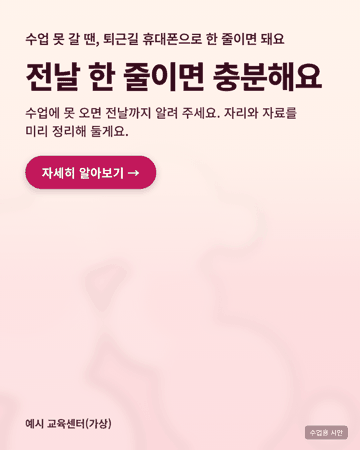 수업 못 갈 땐, 퇴근길 휴대폰으로 한 줄이면 돼요
전날 한 줄이면 충분해요
수업에 못 오면 전날까지 알려 주세요. 자리와 자료를
미리 정리해 둘게요.
자세히 알아보기 →
예시 교육센터(가상)
수업용 시안